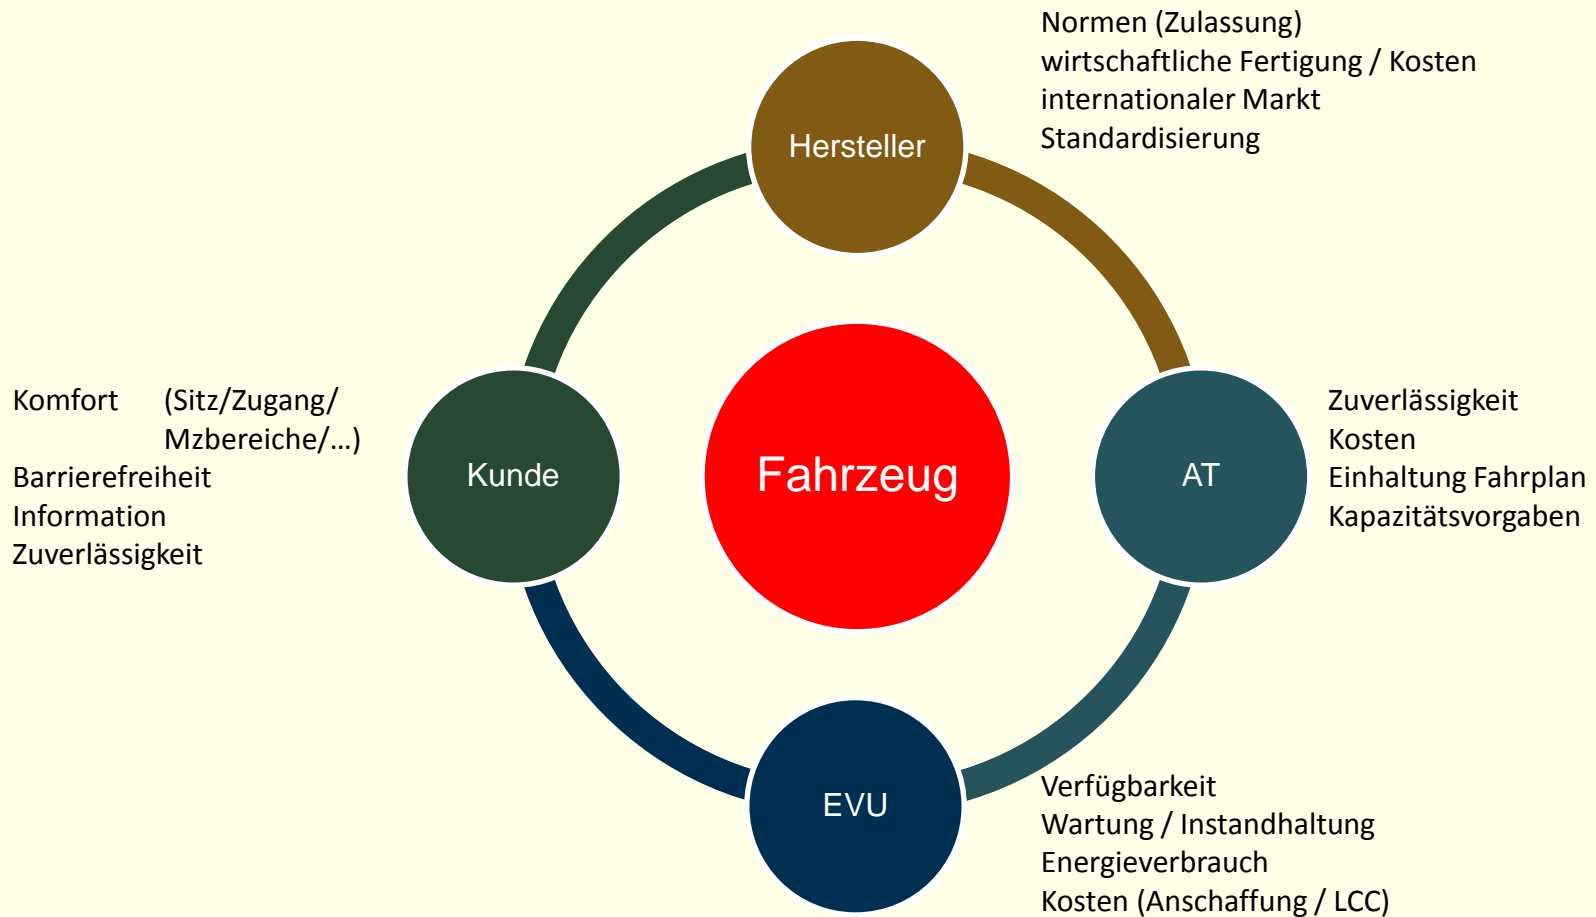 Normen (Zulassung)
wirtschaftliche Fertigung / Kosten
internationaler Markt
Standardisierung
Hersteller
Komfort (Sitz/Zugang/
Mzbereiche/…)
Barrierefreiheit
Information
Zuverlässigkeit
Kunde
Fahrzeug
AT
Zuverlässigkeit
Kosten
Einhaltung Fahrplan
Kapazitätsvorgaben
EVU
Verfügbarkeit
Wartung / Instandhaltung
Energieverbrauch
Kosten (Anschaffung / LCC)